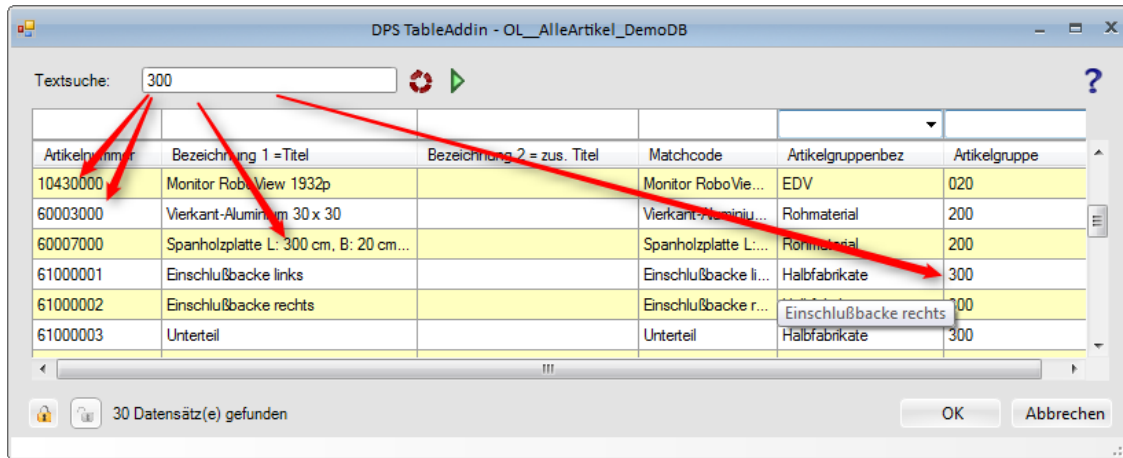 DPS TableAddin - OL__AlleArtikel_DemoDB
Textsuche: 300
?
Artikelnummer Bezeichnung 1 =Titel Bezeichnung 2 = zus. Titel Matchcode Artikelgruppenbez Artikelgruppe
10430000 Monitor RoboView 1932p Monitor RoboVie... EDV 020
60003000 Vierkant-Aluminium 30 x 30 Vierkant-Aluminiu... Rohmaterial 200
60007000 Spanholzplatte L: 300 cm, B: 20 cm... Spanholzplatte L:... Rohmaterial 200
61000001 Einschlußbacke links Einschlußbacke li... Halbfabrikate 300
61000002 Einschlußbacke rechts Einschlußbacke r... 300
Einschlußbacke rechts
61000003 Unterteil Unterteil Halbfabrikate 300
30 Datensätz(e) gefunden OK Abbrechen